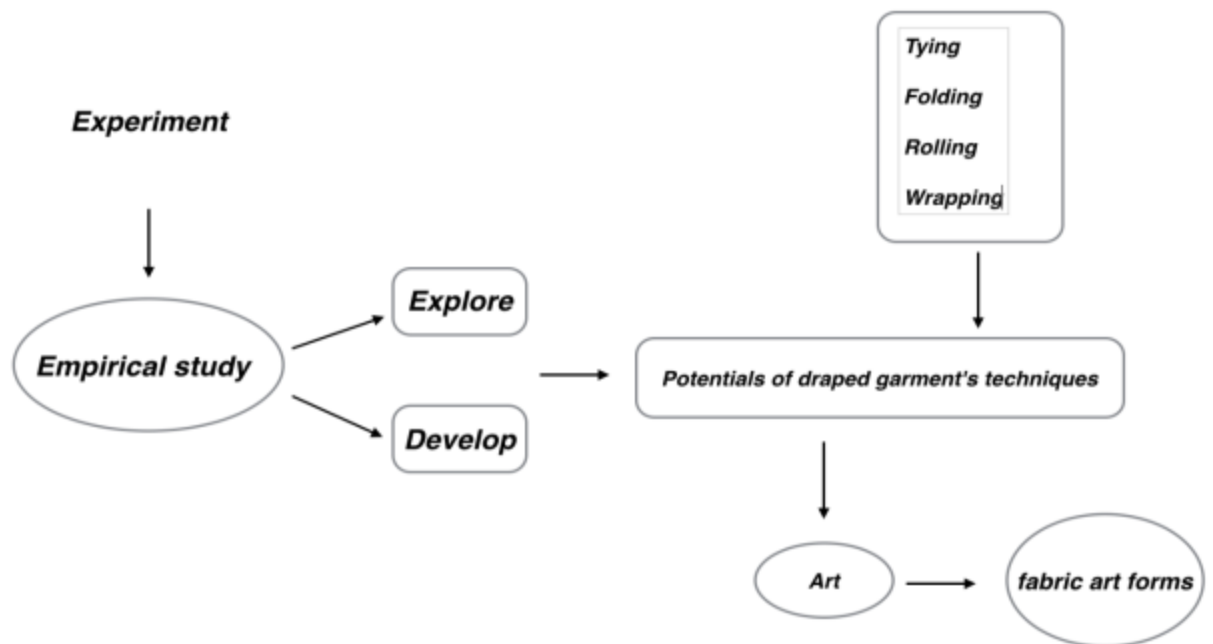 Experiment
Empirical study
Explore
Develop
Tying
Folding
Rolling
Wrapping
Potentials of draped garment's techniques
Art
fabric art forms